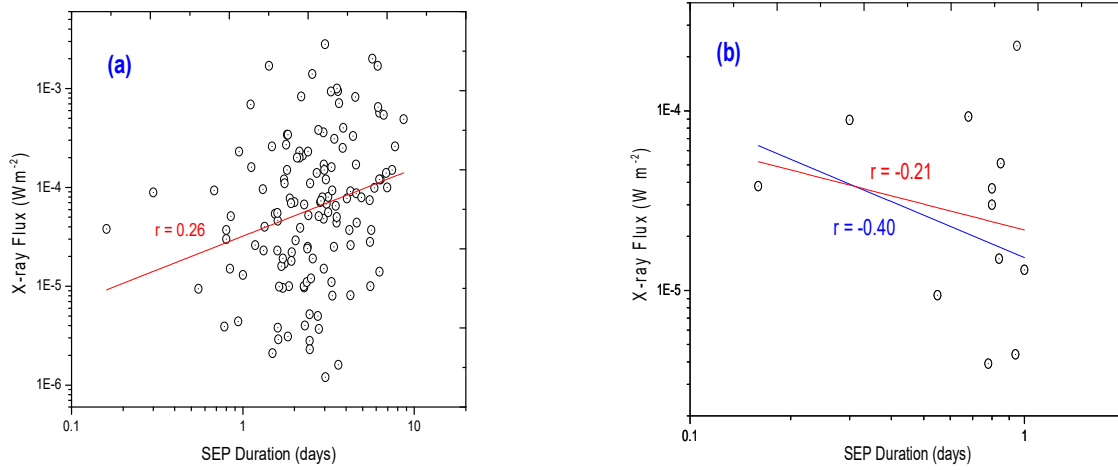 (a)
1E-3
1E-4
1E-5
1E-6
X-ray Flux (W m-2)
r = 0.26
0.1
1
10
SEP Duration (days)
(b)
1E-4
1E-5
X-ray Flux (W m-2)
r = -0.21
r = -0.40
0.1
1
SEP Duration (days)